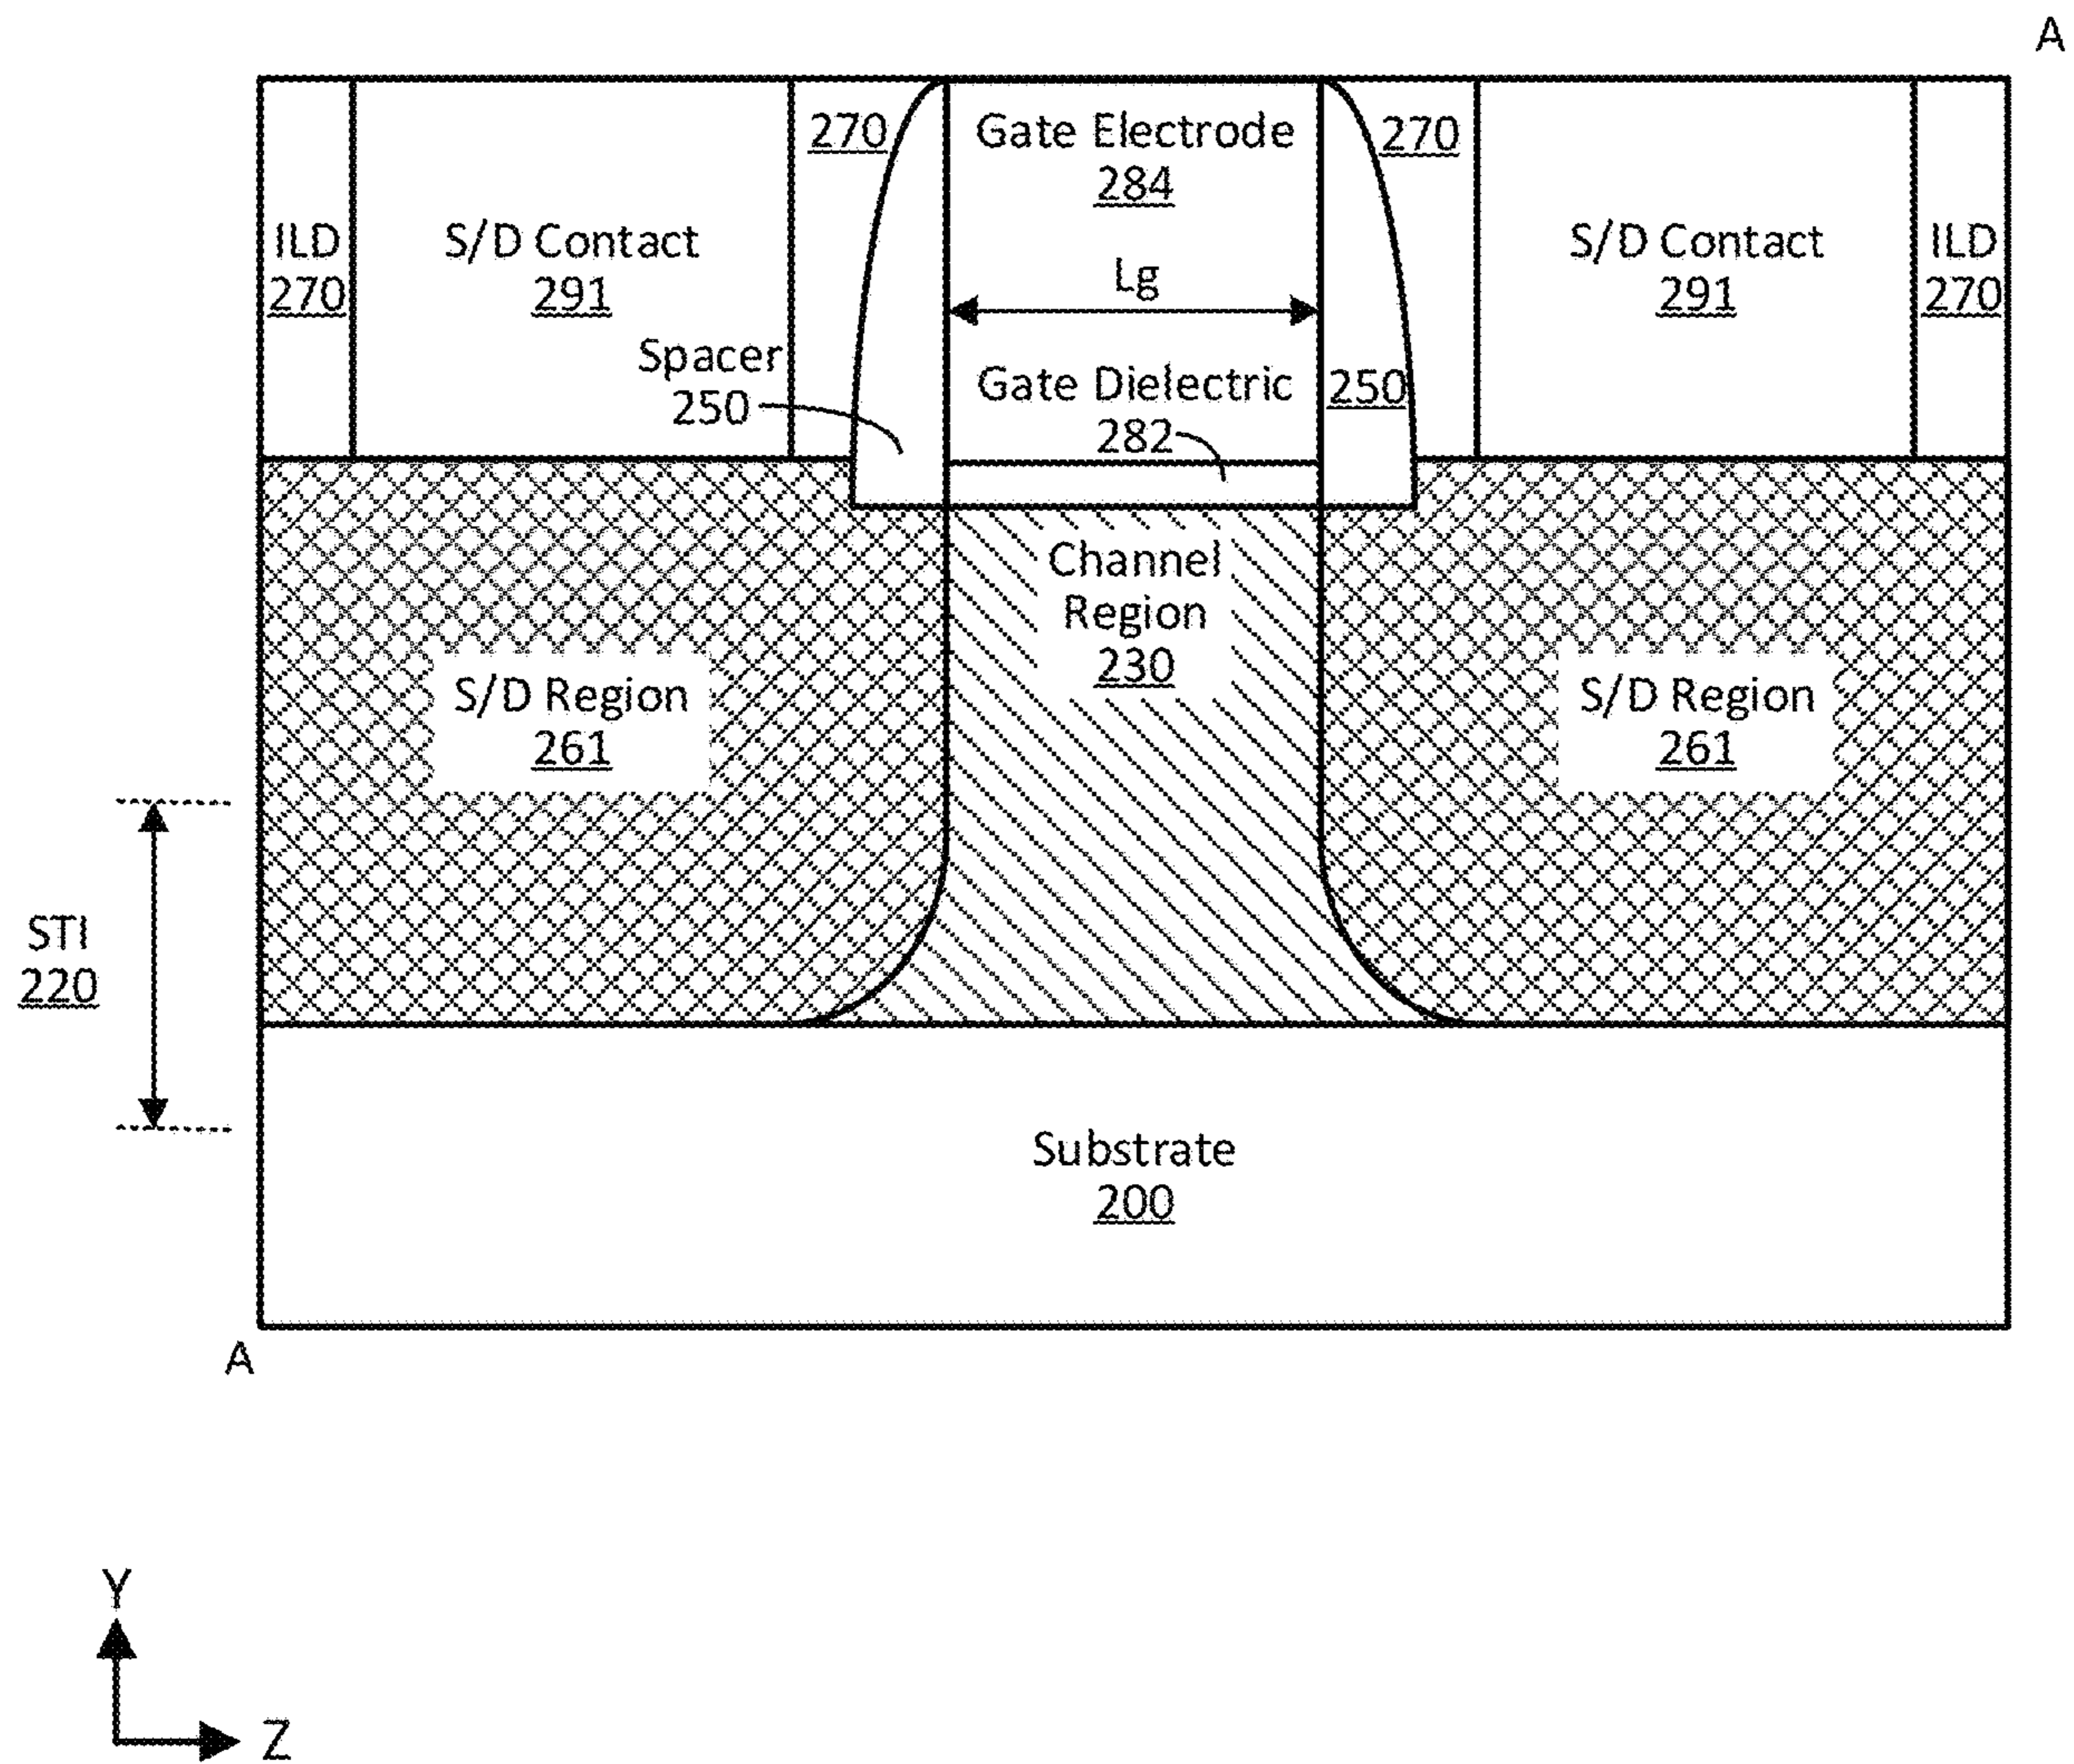 A
270
Gate Electrode
284
270
ILD
270
S/D Contact
291
Lg
S/D Contact
291
ILD
270
Spacer
250
Gate Dielectric
282
250
Channel
Region
230
S/D Region
261
S/D Region
261
STI
220
Substrate
200
A
Y
Z